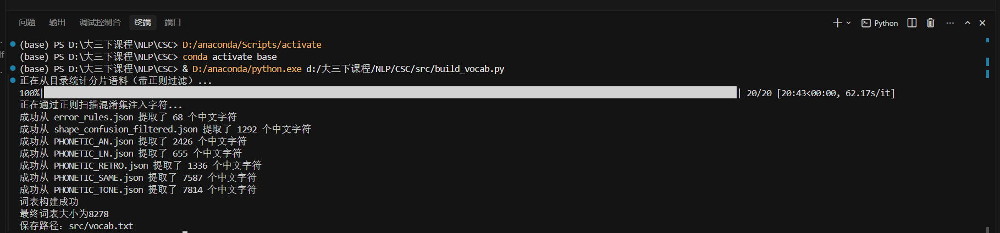 问题 输出 调试控制台 终端 端口 Python
(base) PS D:\大三下课程\NLP\CSC> D:/anaconda/Scripts/activate
(base) PS D:\大三下课程\NLP\CSC> conda activate base
(base) PS D:\大三下课程\NLP\CSC> & D:/anaconda/python.exe d:/大三下课程/NLP/CSC/src/build_vocab.py
正在从目录统计分片语料（带正则过滤）...
100%| | 20/20 [20:43<00:00, 62.17s/it]
正在通过正则扫描混淆集注入字符...
成功从 error_rules.json 提取了 68 个中文字符
成功从 shape_confusion_filtered.json 提取了 1292 个中文字符
成功从 PHONETIC_AN.json 提取了 2426 个中文字符
成功从 PHONETIC_LN.json 提取了 655 个中文字符
成功从 PHONETIC_RETRO.json 提取了 1336 个中文字符
成功从 PHONETIC_SAME.json 提取了 7587 个中文字符
成功从 PHONETIC_TONE.json 提取了 7814 个中文字符
词表构建成功
最终词表大小为8278
保存路径：src/vocab.txt